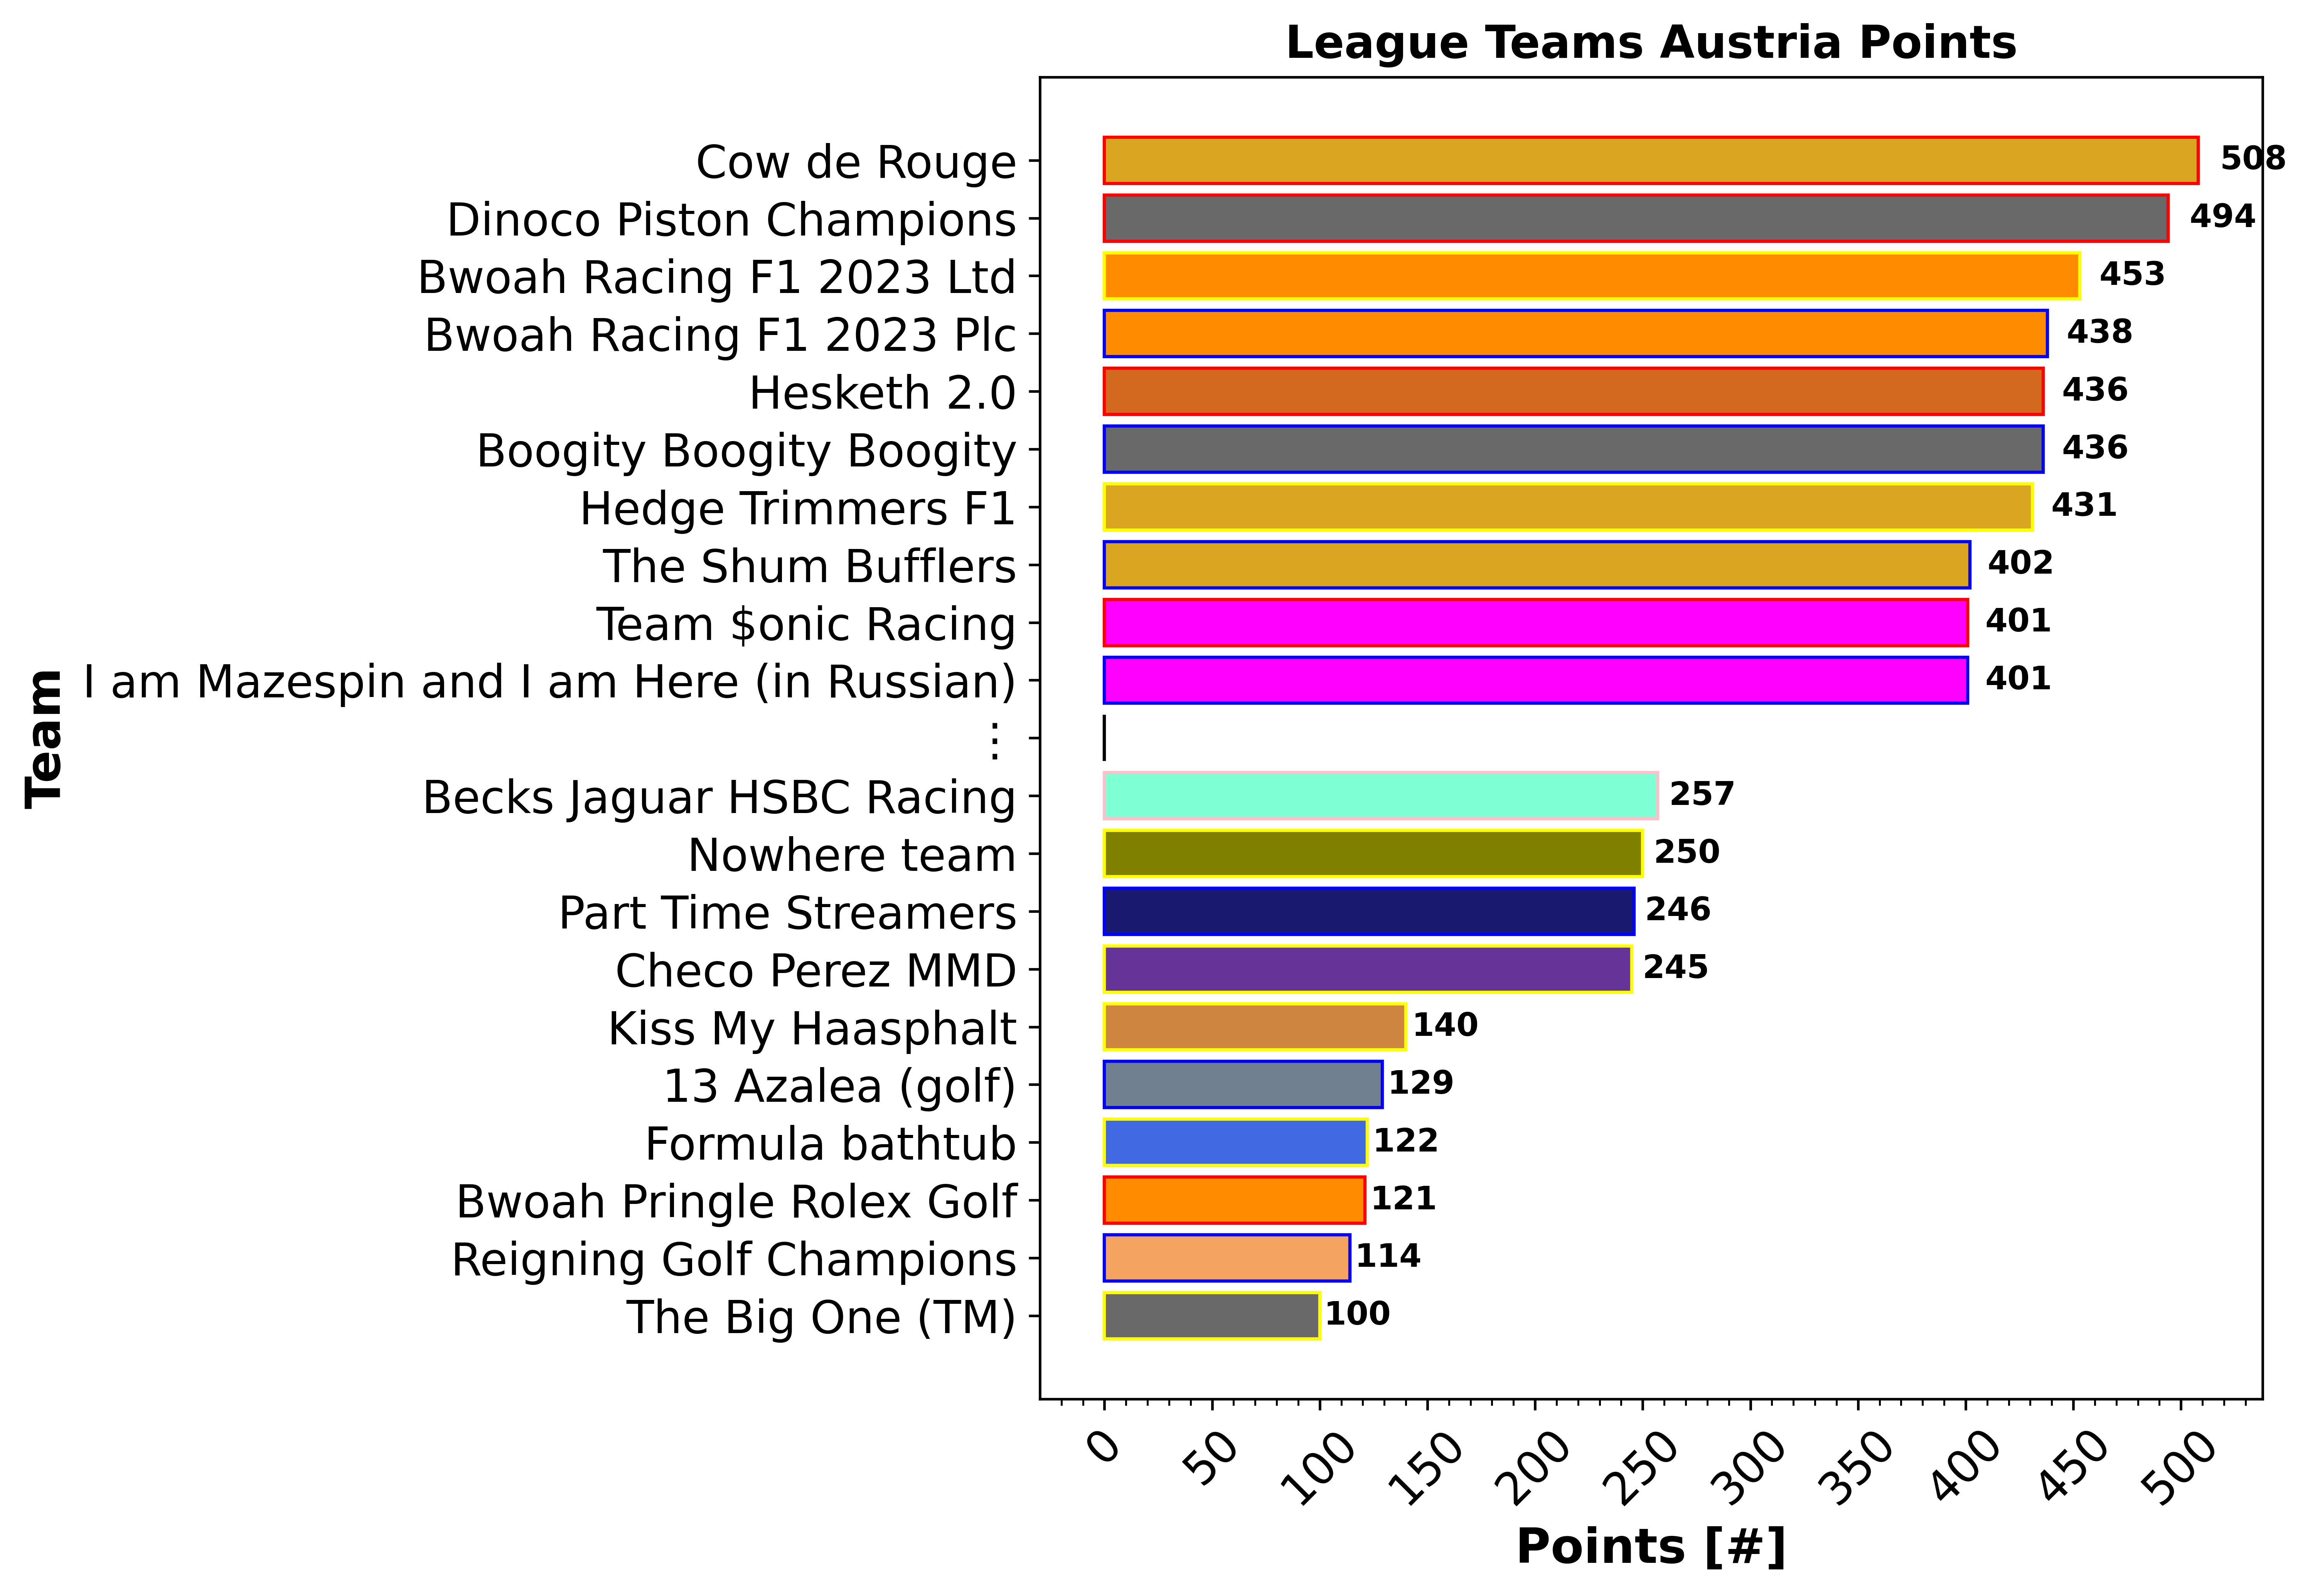 League Teams Austria Points
Cow de Rouge 508
Dinoco Piston Champions 494
Bwoah Racing F1 2023 Ltd 453
Bwoah Racing F1 2023 Plc 438
Hesketh 2.0 436
Boogity Boogity Boogity 436
Hedge Trimmers F1 431
The Shum Bufflers 402
Team $onic Racing 401
I am Mazespin and I am Here (in Russian) 401
⋮
Becks Jaguar HSBC Racing 257
Nowhere team 250
Part Time Streamers 246
Checo Perez MMD 245
Kiss My Haasphalt 140
13 Azalea (golf) 129
Formula bathtub 122
Bwoah Pringle Rolex Golf 121
Reigning Golf Champions 114
The Big One (TM) 100
Team
0 50 100 150 200 250 300 350 400 450 500
Points [#]